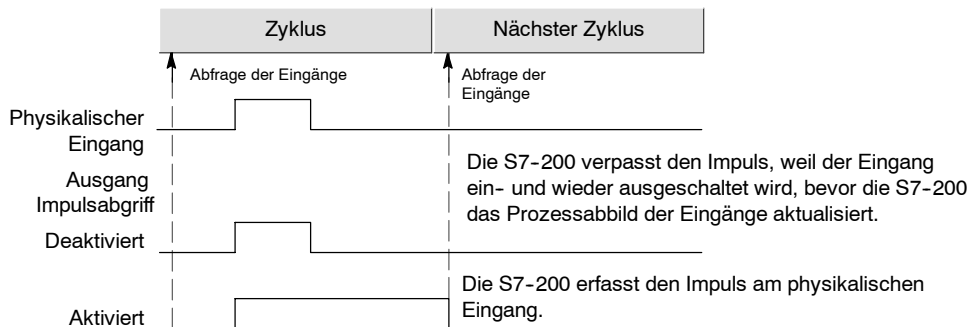 Zyklus
Nächster Zyklus
Abfrage der Eingänge
Abfrage der
Eingänge
Physikalischer
Eingang
Die S7-200 verpasst den Impuls, weil der Eingang
ein- und wieder ausgeschaltet wird, bevor die S7-200
das Prozessabbild der Eingänge aktualisiert.
Ausgang
Impulsabgriff
Deaktiviert
Die S7-200 erfasst den Impuls am physikalischen
Eingang.
Aktiviert